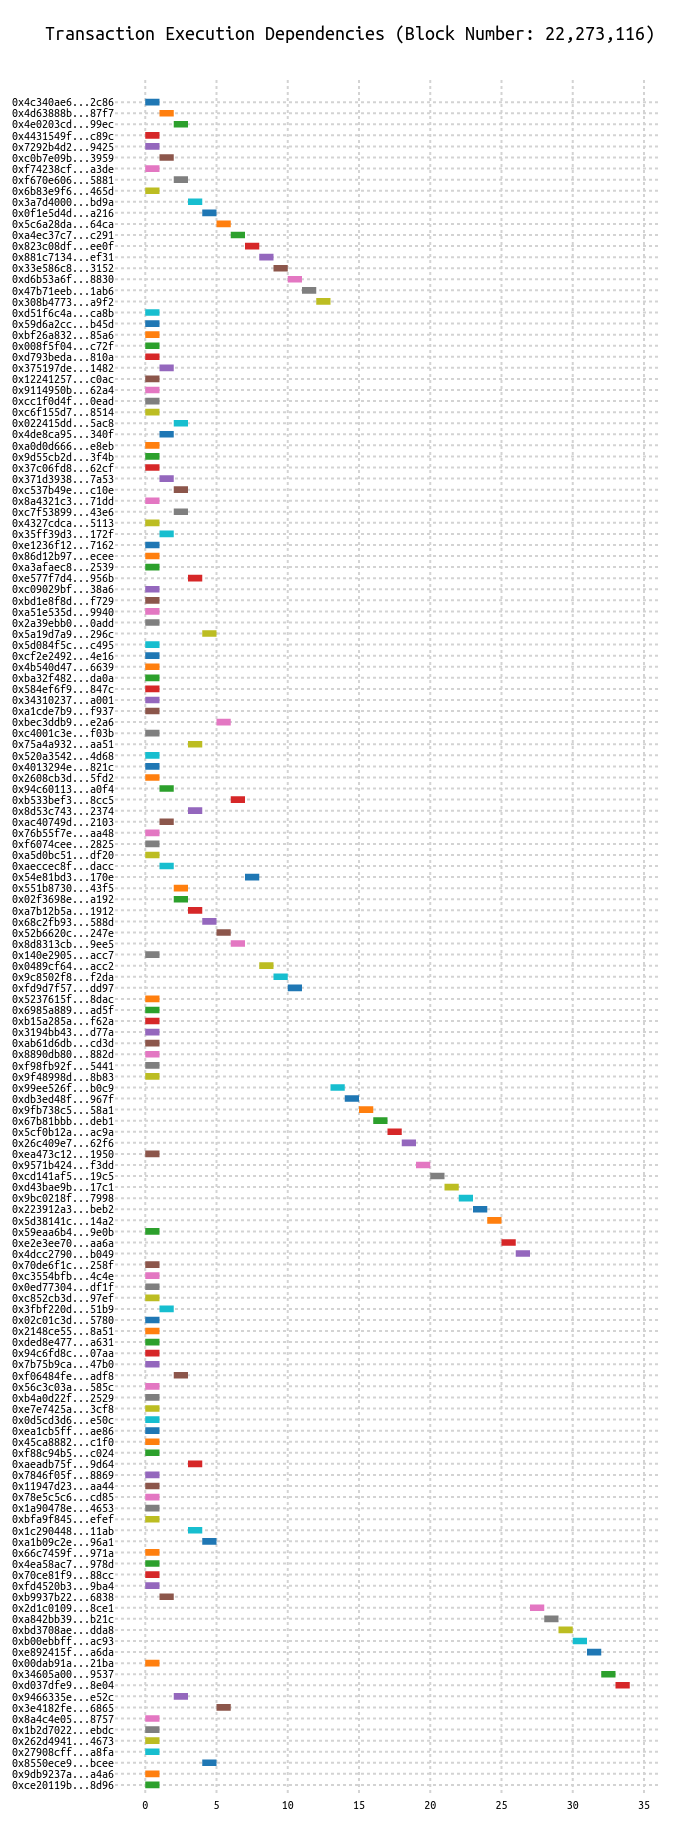 Transaction Execution Dependencies (Block Number: 22,273,116)
0x4c340ae6...2c86
0x4d63888b...87f7
0x4e0203cd...99ec
0x4431549f...c89c
0x7292b4d2...9425
0xc0b7e09b...3959
0xf74238cf...a3de
0xf670e606...5881
0x6b83e9f6...465d
0x3a7d4000...bd9a
0x0f1e5d4d...a216
0x5c6a28da...64ca
0xa4ec37c7...c291
0x823c08df...ee0f
0x881c7134...ef31
0x33e586c8...3152
0xd6b53a6f...8830
0x47b71eeb...1ab6
0x308b4773...a9f2
0xd51f6c4a...ca8b
0x59d6a2cc...b45d
0xbf26a832...85a6
0x008f5f04...c72f
0xd793beda...810a
0x375197de...1482
0x12241257...c0ac
0x9114950b...62a4
0xcc1f0d4f...0ead
0xc6f155d7...8514
0x022415dd...5ac8
0x4de8ca95...340f
0xa0d0d666...e8eb
0x9d55cb2d...3f4b
0x37c06fd8...62cf
0x371d3938...7a53
0xc537b49e...c10e
0x8a4321c3...71dd
0xc7f53899...43e6
0x4327cdca...5113
0x35ff39d3...172f
0xe1236f12...7162
0x86d12b97...ecee
0xa3afaec8...2539
0xe577f7d4...956b
0xc09029bf...38a6
0xbd1e8f8d...f729
0xa51e535d...9940
0x2a39ebb0...0add
0x5a19d7a9...296c
0x5d084f5c...c495
0xcf2e2492...4e16
0x4b540d47...6639
0xba32f482...da0a
0x584ef6f9...847c
0x34310237...a001
0xa1cde7b9...f937
0xbec3ddb9...e2a6
0xc4001c3e...f03b
0x75a4a932...aa51
0x520a3542...4d68
0x4013294e...821c
0x2608cb3d...5fd2
0x94c60113...a0f4
0xb533bef3...8cc5
0x8d53c743...2374
0xac40749d...2103
0x76b55f7e...aa48
0xf6074cee...2825
0xa5d0bc51...df20
0xaeccec8f...dacc
0x54e81bd3...170e
0x551b8730...43f5
0x02f3698e...a192
0xa7b12b5a...1912
0x68c2fb93...588d
0x52b6620c...247e
0x8d8313cb...9ee5
0x140e2905...acc7
0x0489cf64...acc2
0x9c8502f8...f2da
0xfd9d7f57...dd97
0x5237615f...8dac
0x6985a889...ad5f
0xb15a285a...f62a
0x3194bb43...d77a
0xab61d6db...cd3d
0x8890db80...882d
0xf98fb92f...5441
0x9f48998d...8b83
0x99ee526f...b0c9
0xdb3ed48f...967f
0x9fb738c5...58a1
0x67b81bbb...deb1
0x5cf0b12a...ac9a
0x26c409e7...62f6
0xea473c12...1950
0x9571b424...f3dd
0xcd141af5...19c5
0xd43bae9b...17c1
0x9bc0218f...7998
0x223912a3...beb2
0x5d38141c...14a2
0x59eaa6b4...9e0b
0xe2e3ee70...aa6a
0x4dcc2790...b049
0x70de6f1c...258f
0xc3554bfb...4c4e
0x0ed77304...df1f
0xc852cb3d...97ef
0x3fbf220d...51b9
0x02c01c3d...5780
0x2148ce55...8a51
0xded8e477...a631
0x94c6fd8c...07aa
0x7b75b9ca...47b0
0xf06484fe...adf8
0x56c3c03a...585c
0xb4a0d22f...2529
0xe7e7425a...3cf8
0x0d5cd3d6...e50c
0xea1cb5ff...ae86
0x45ca8882...c1f0
0xf88c94b5...c024
0xaeadb75f...9d64
0x7846f05f...8869
0x11947d23...aa44
0x78e5c5c6...cd85
0x1a90478e...4653
0xbfa9f845...efef
0x1c290448...11ab
0xa1b09c2e...96a1
0x66c7459f...971a
0x4ea58ac7...978d
0x70ce81f9...88cc
0xfd4520b3...9ba4
0xb9937b22...6838
0x2d1c0109...8ce1
0xa842bb39...b21c
0xbd3708ae...dda8
0xb00ebbff...ac93
0xe892415f...a6da
0x00dab91a...21ba
0x34605a00...9537
0xd037dfe9...8e04
0x9466335e...e52c
0x3e4182fe...6865
0x8a4c4e05...8757
0x1b2d7022...ebdc
0x262d4941...4673
0x27908cff...a8fa
0x8550ece9...bcee
0x9db9237a...a4a6
0xce20119b...8d96
0 5 10 15 20 25 30 35